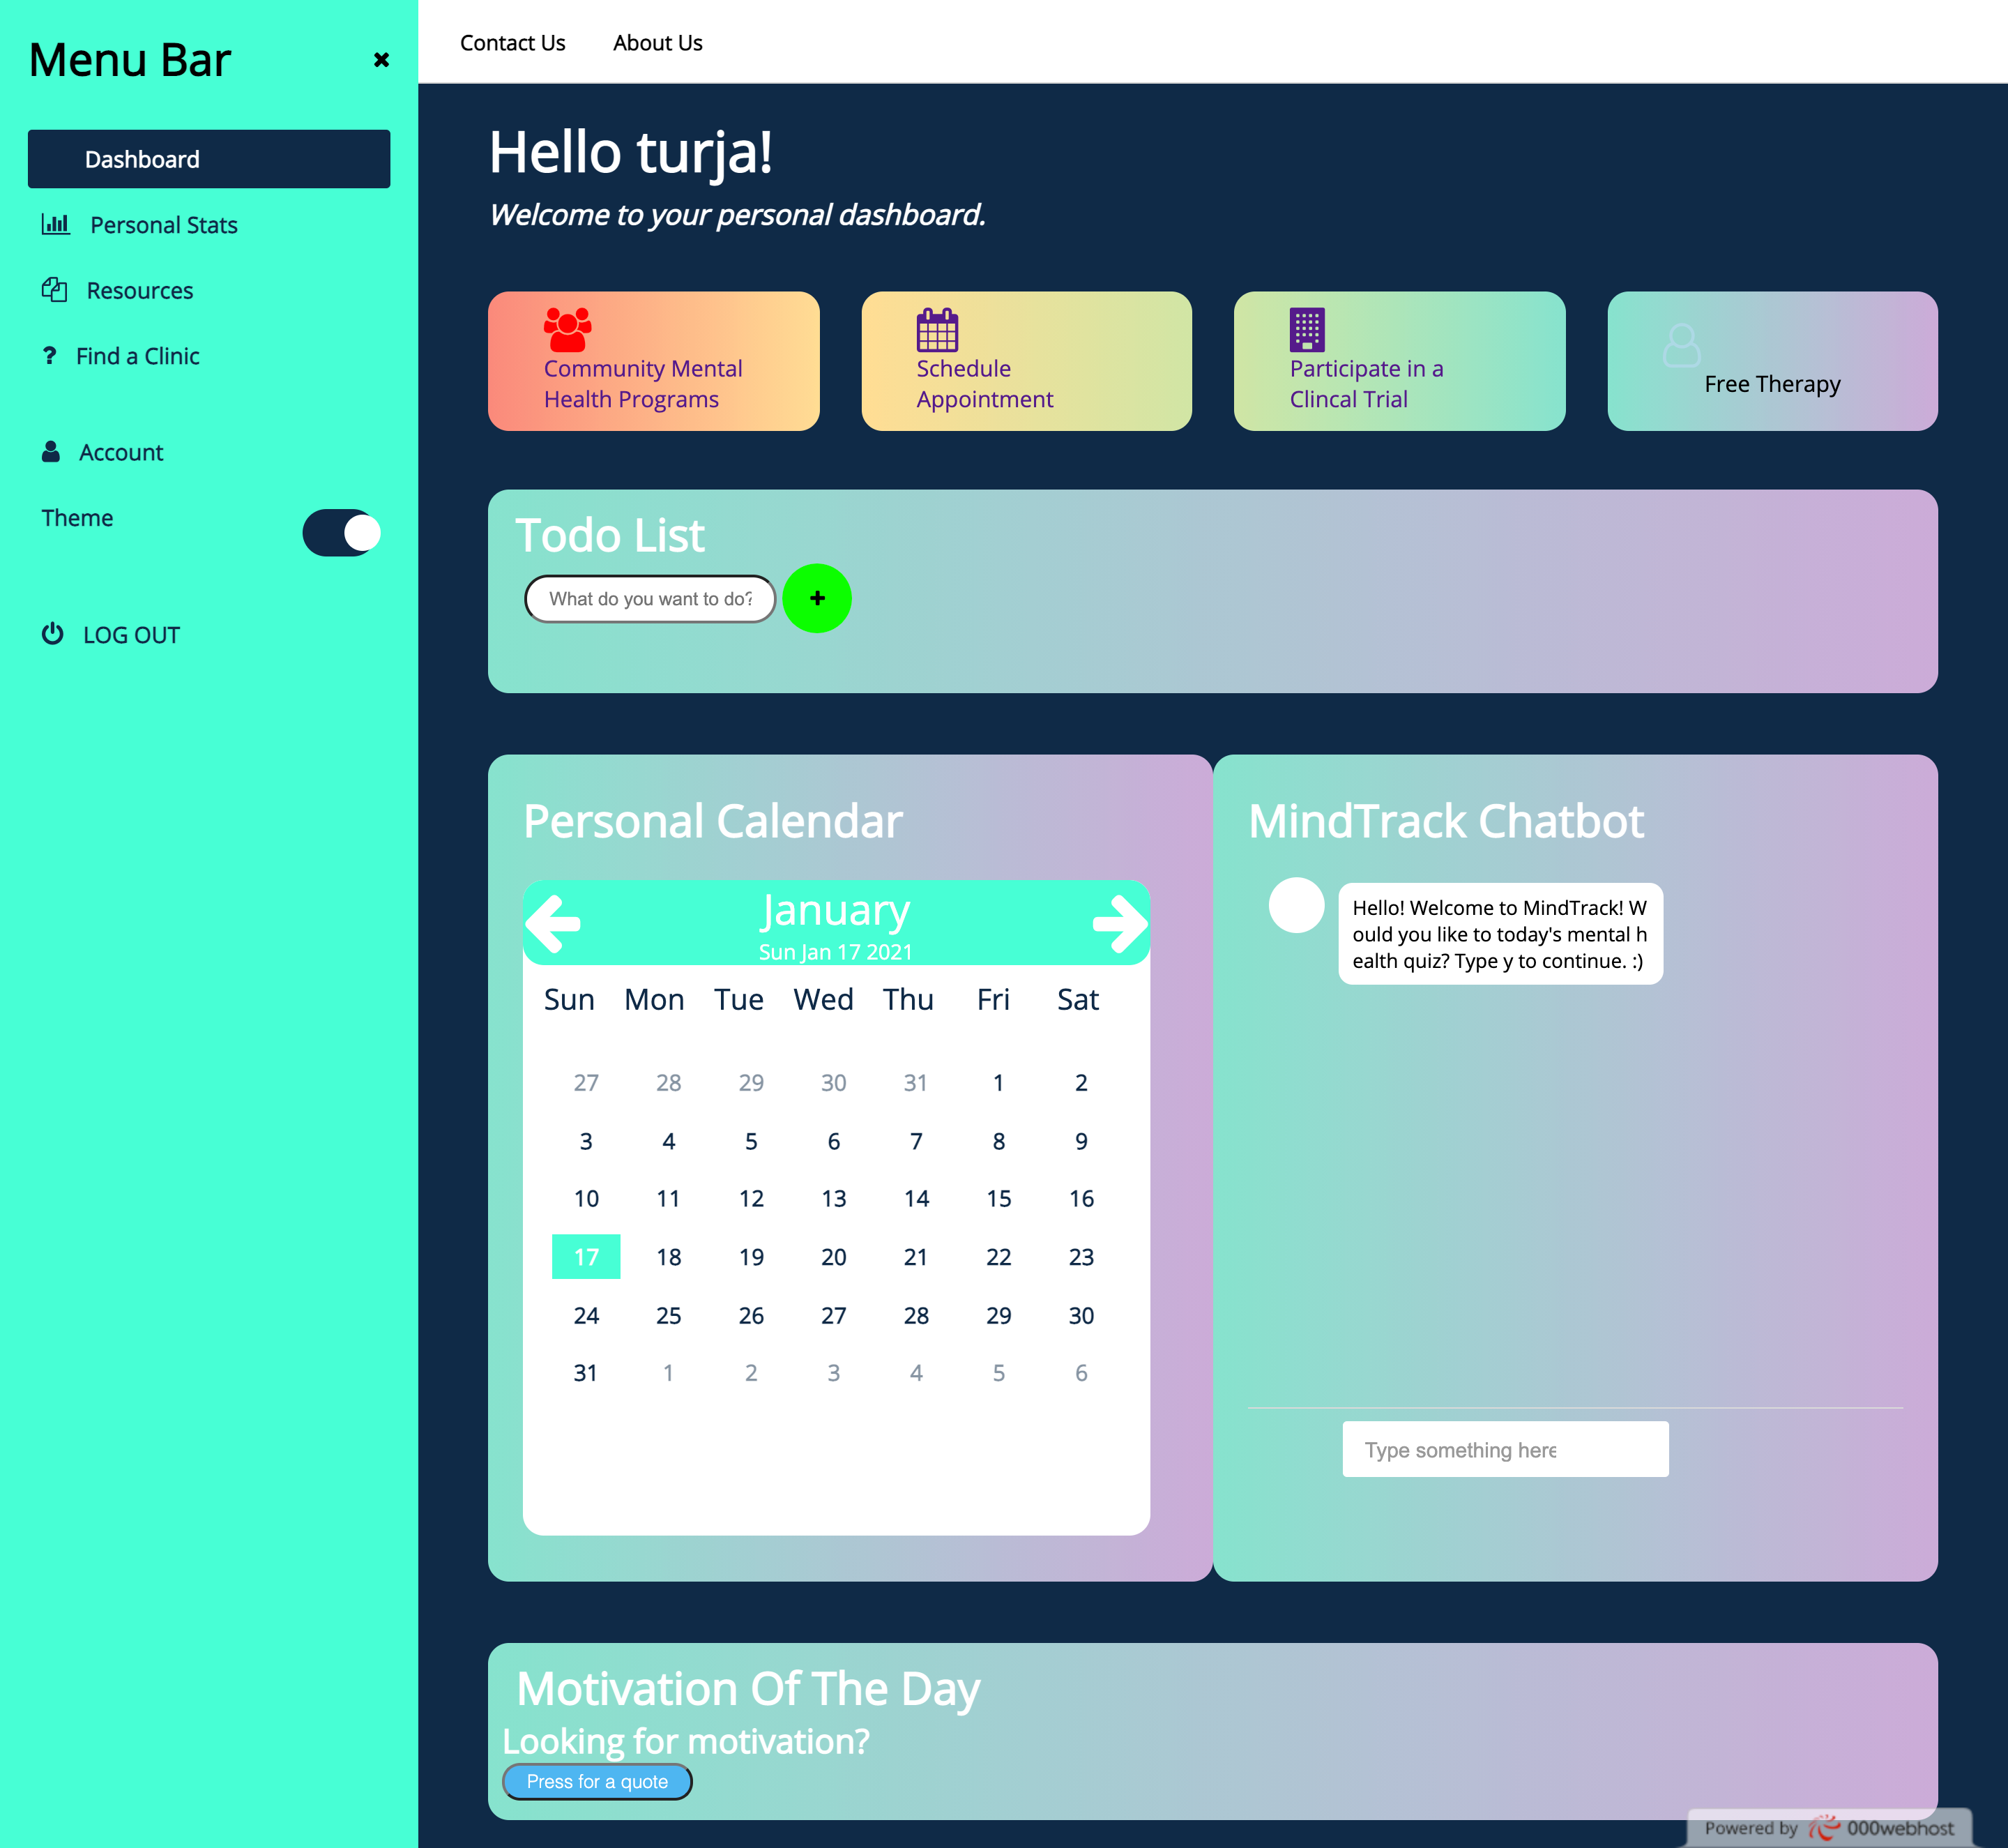 Menu Bar
Contact Us
About Us
Dashboard
Personal Stats
Resources
Find a Clinic
Account
Theme
LOG OUT
Hello turja!
Welcome to your personal dashboard.
Community Mental
Health Programs
Schedule
Appointment
Participate in a
Clincal Trial
Free Therapy
Todo List
What do you want to do?
Personal Calendar
January
Sun Jan 17 2021
Sun Mon Tue Wed Thu Fri Sat
27 28 29 30 31 1 2
3 4 5 6 7 8 9
10 11 12 13 14 15 16
17 18 19 20 21 22 23
24 25 26 27 28 29 30
31 1 2 3 4 5 6
MindTrack Chatbot
Hello! Welcome to MindTrack! W
ould you like to today's mental h
ealth quiz? Type y to continue. :)
Type something here
Motivation Of The Day
Looking for motivation?
Press for a quote
Powered by 000webhost